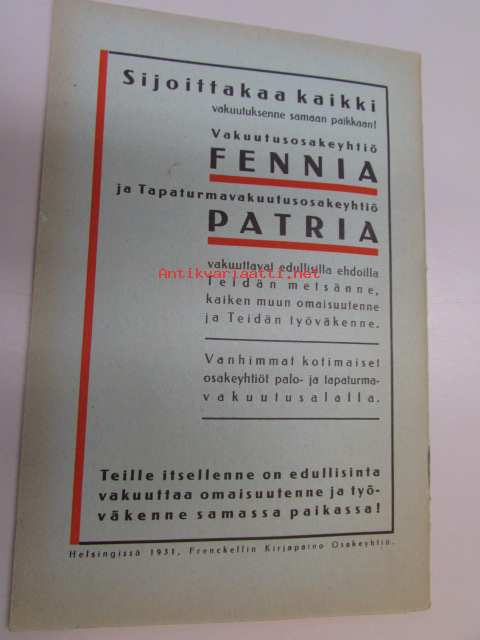 Sijoittakaa kaikki
vakuutuksenne samaan paikkaan!
Vakuutusosakeyhtiö
FENNIA
ja Tapaturmavakuutusosakeyhtiö
PATRIA
vakuuttavat edullisilla ehdoilla
Antikvariaatti.net
Teidän metsänne,
kaiken muun omaisuutenne
ja Teidän työväkenne.
Vanhimmat kotimaiset
osakeyhtiöt palo- ja tapaturma-
vakuutusalalla.
Teille itsellenne on edullisinta
vakuuttaa omaisuutenne ja työ-
väkenne samassa paikassa!
Helsingissä 1931, Frenckellin Kirjapaino Osakeyhtiö.